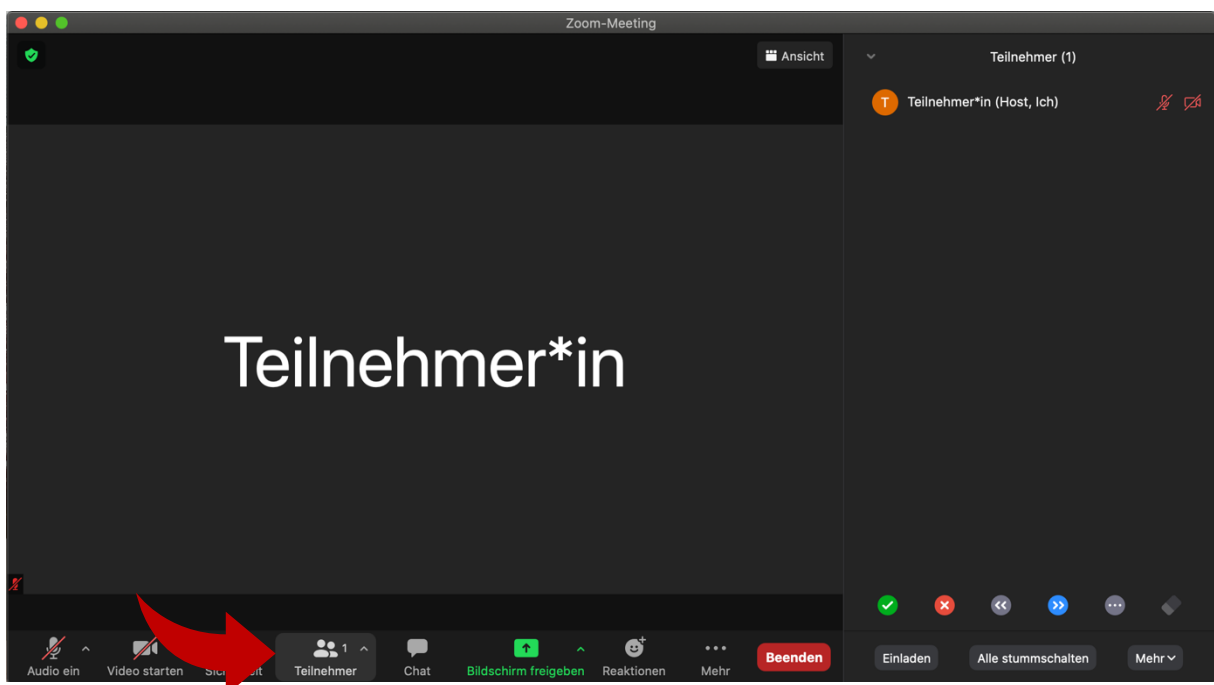 Zoom-Meeting
Ansicht
Teilnehmer (1)
T
Teilnehmer*in (Host, Ich)
Teilnehmer*in
1
Audio ein
Video starten
Teilnehmer
Chat
Bildschirm freigeben
Reaktionen
Mehr
Beenden
Einladen
Alle stummschalten
Mehr